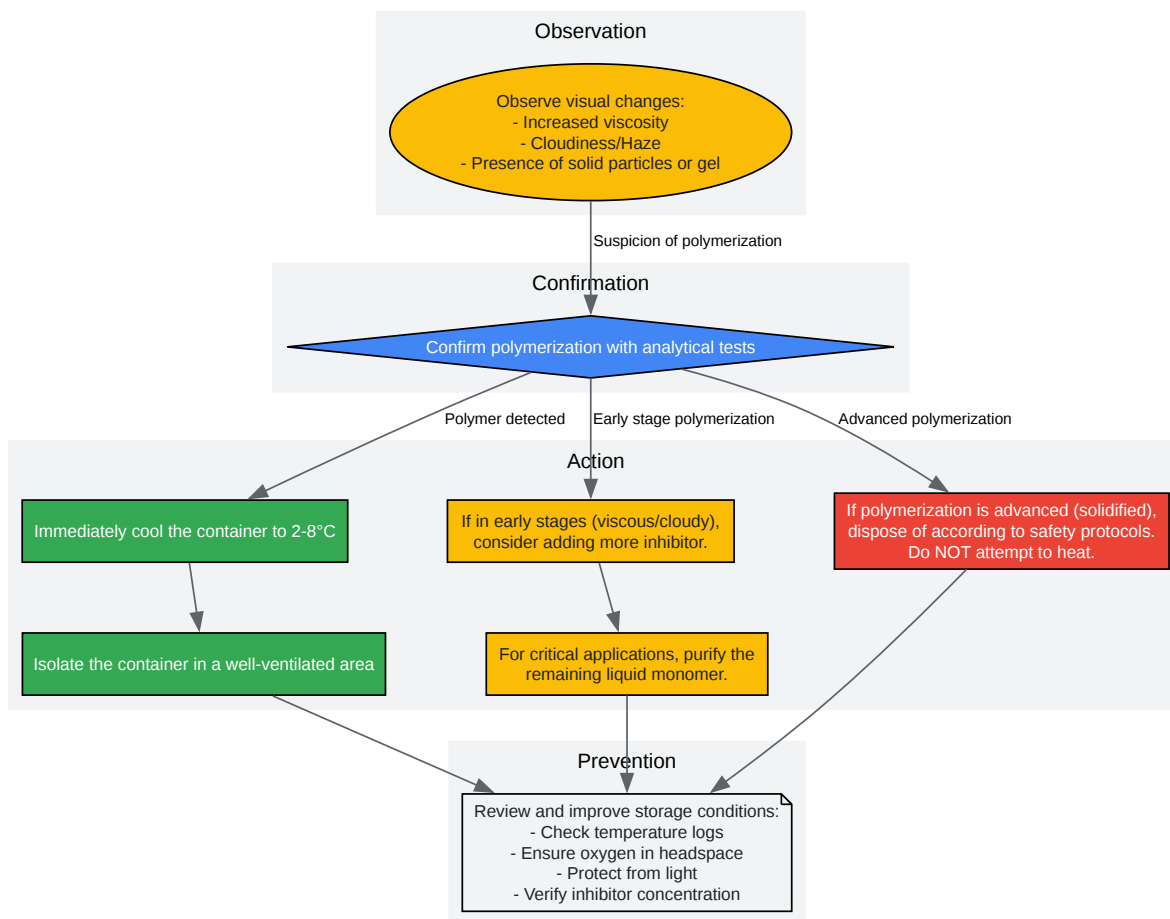 Observation
Observe visual changes:
- Increased viscosity
- Cloudiness/Haze
- Presence of solid particles or gel
Suspicion of polymerization
Confirmation
Confirm polymerization with analytical tests
Polymer detected
Early stage polymerization
Advanced polymerization
Action
Immediately cool the container to 2-8°C
If in early stages (viscous/cloudy),
consider adding more inhibitor.
If polymerization is advanced (solidified),
dispose of according to safety protocols.
Do NOT attempt to heat.
Isolate the container in a well-ventilated area
For critical applications, purify the
remaining liquid monomer.
Prevention
Review and improve storage conditions:
- Check temperature logs
- Ensure oxygen in headspace
- Protect from light
- Verify inhibitor concentration